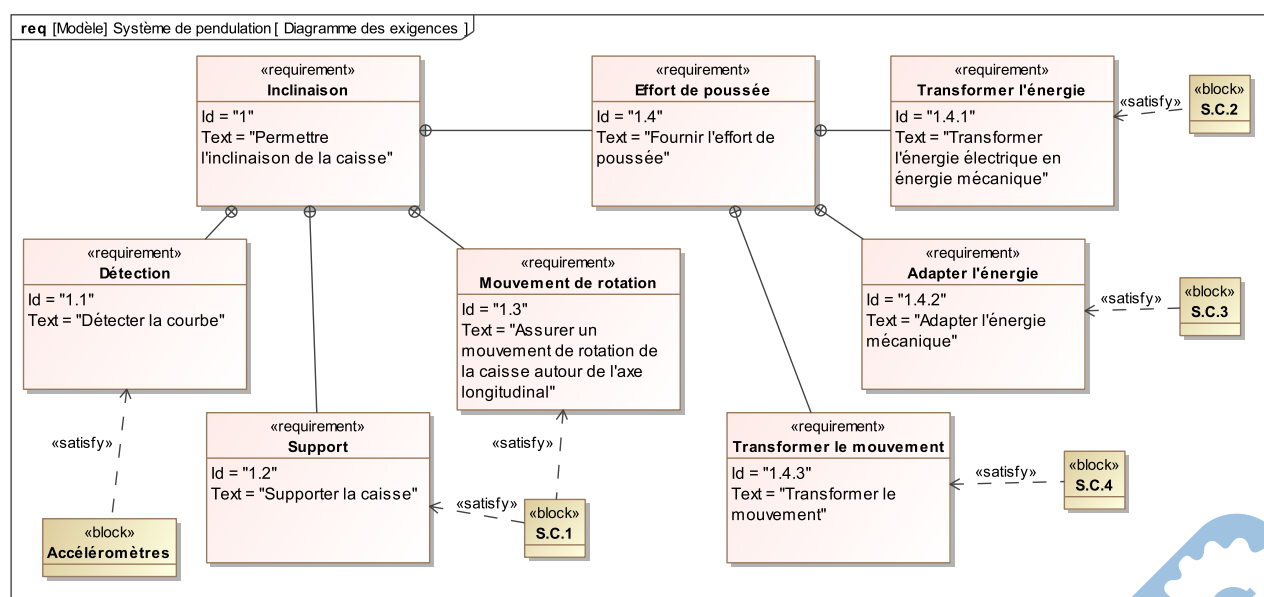 req [Modèle] Système de pendulation [ Diagramme des exigences ]
«requirement»
Inclinaison
Id = "1"
Text = "Permettre
l'inclinaison de la caisse"
«requirement»
Effort de poussée
Id = "1.4"
Text = "Fournir l'effort de
poussée"
«requirement»
Transformer l'énergie
Id = "1.4.1"
Text = "Transformer
l'énergie électrique en
énergie mécanique"
«satisfy»
«block»
S.C.2
«requirement»
Détection
Id = "1.1"
Text = "Détecter la courbe"
«requirement»
Mouvement de rotation
Id = "1.3"
Text = "Assurer un
mouvement de rotation de
la caisse autour de l'axe
longitudinal"
«requirement»
Adapter l'énergie
Id = "1.4.2"
Text = "Adapter l'énergie
mécanique"
«satisfy»
«block»
S.C.3
«satisfy»
«requirement»
Support
Id = "1.2"
Text = "Supporter la caisse"
«satisfy»
«satisfy»
«requirement»
Transformer le mouvement
Id = "1.4.3"
Text = "Transformer le
mouvement"
«satisfy»
«block»
S.C.4
«block»
Accéléromètres
«block»
S.C.1